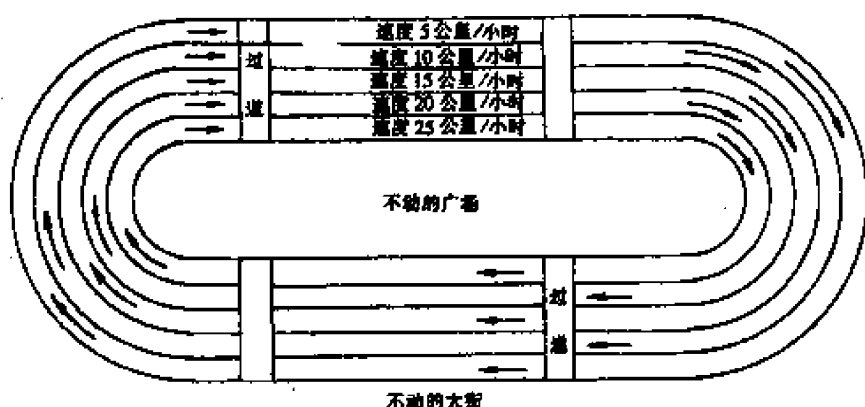 速度 5 公里/小时
速度 10 公里/小时
速度 15 公里/小时
速度 20 公里/小时
速度 25 公里/小时
过道
不动的广场
过道
不动的大街